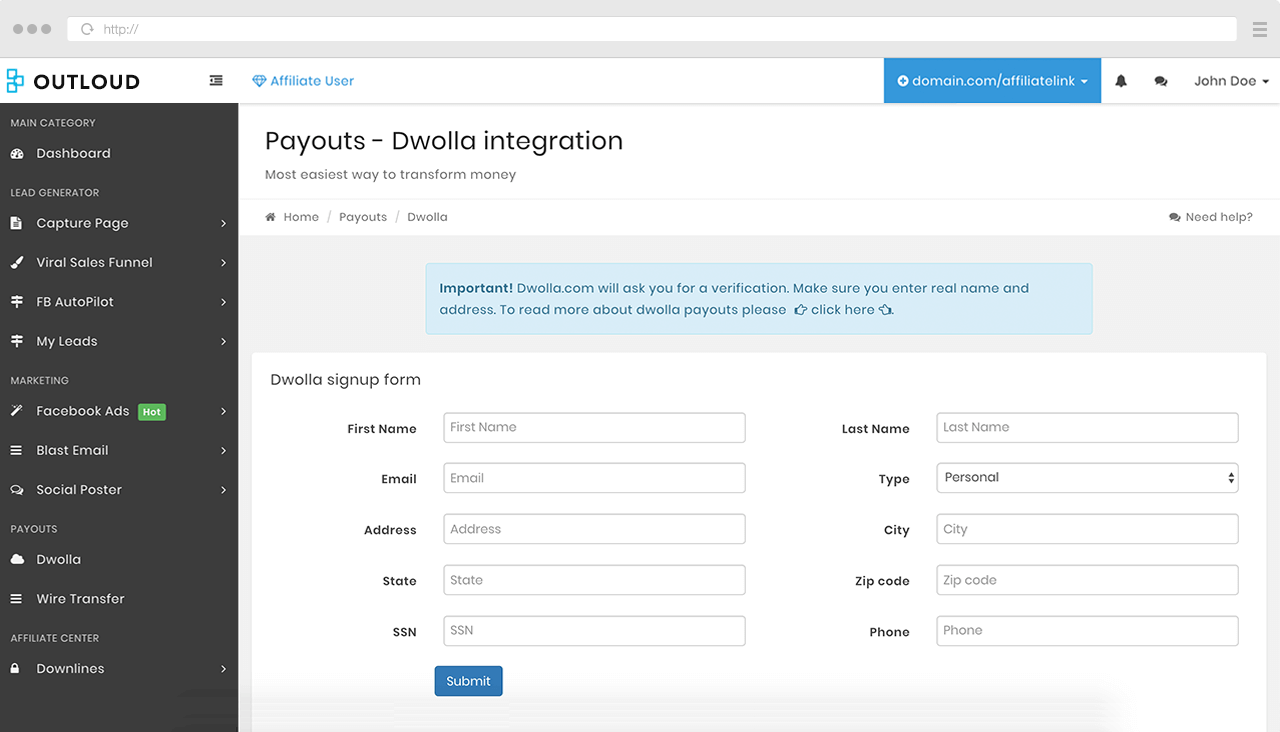 http://
OUTLOUD
Affiliate User
domain.com/affiliatelink
John Doe
MAIN CATEGORY
Dashboard
LEAD GENERATOR
Capture Page
Viral Sales Funnel
FB AutoPilot
My Leads
MARKETING
Facebook Ads Hot
Blast Email
Social Poster
PAYOUTS
Dwolla
Wire Transfer
AFFILIATE CENTER
Downlines
Payouts - Dwolla integration
Most easiest way to transform money
Home / Payouts / Dwolla
Need help?
Important! Dwolla.com will ask you for a verification. Make sure you enter real name and
address. To read more about dwolla payouts please click here .
Dwolla signup form
First Name First Name
Last Name Last Name
Email Email
Type Personal
Address Address
City City
State State
Zip code Zip code
SSN SSN
Phone Phone
Submit